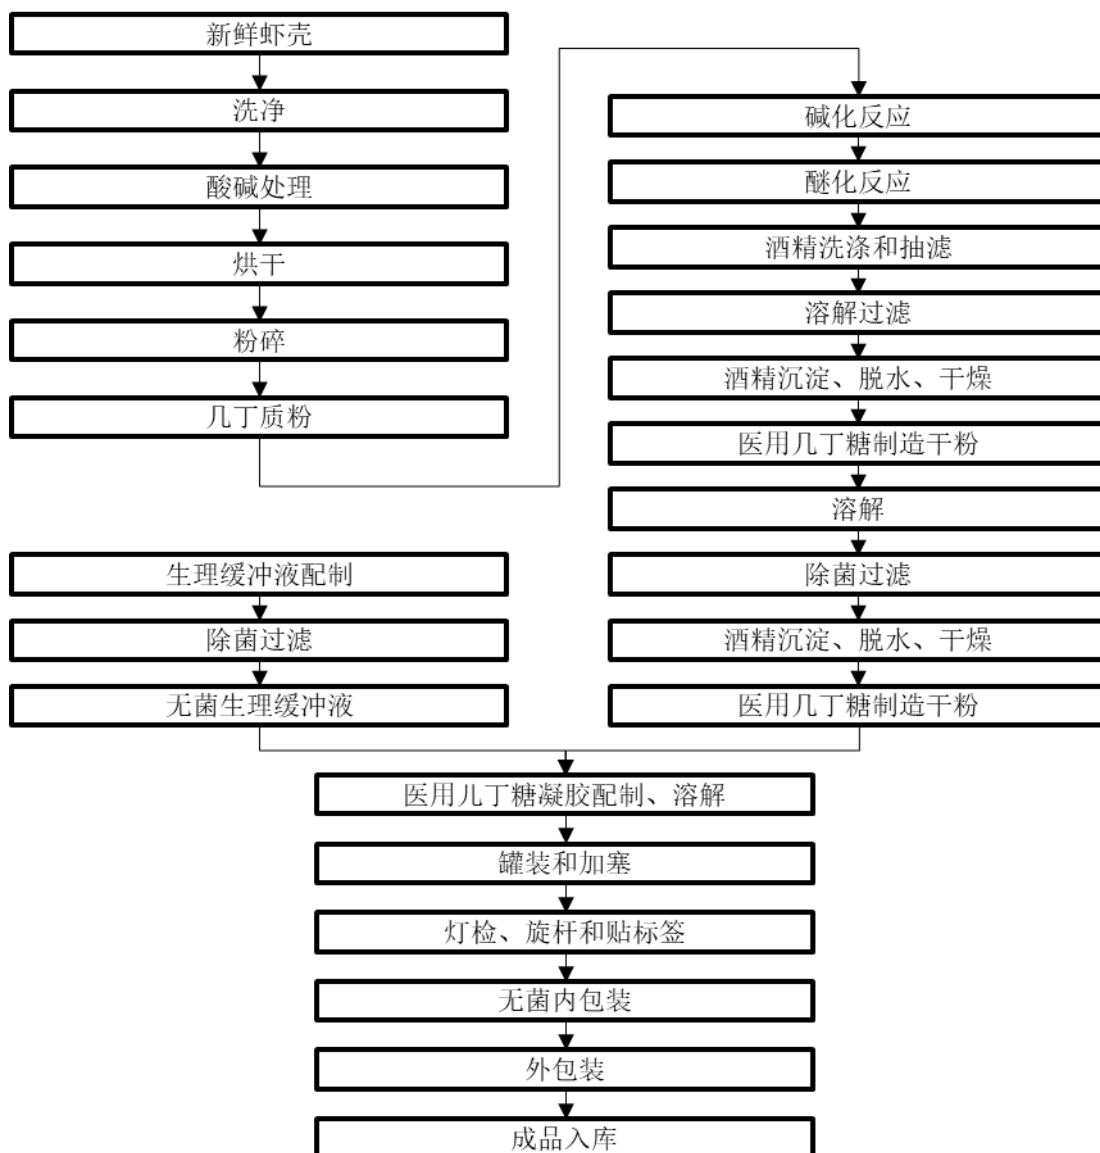 新鲜虾壳
洗净
酸碱处理
烘干
粉碎
几丁质粉
碱化反应
醚化反应
酒精洗涤和抽滤
溶解过滤
酒精沉淀、脱水、干燥
医用几丁糖制造干粉
溶解
除菌过滤
酒精沉淀、脱水、干燥
医用几丁糖制造干粉
生理缓冲液配制
除菌过滤
无菌生理缓冲液
医用几丁糖凝胶配制、溶解
罐装和加塞
灯检、旋杆和贴标签
无菌内包装
外包装
成品入库